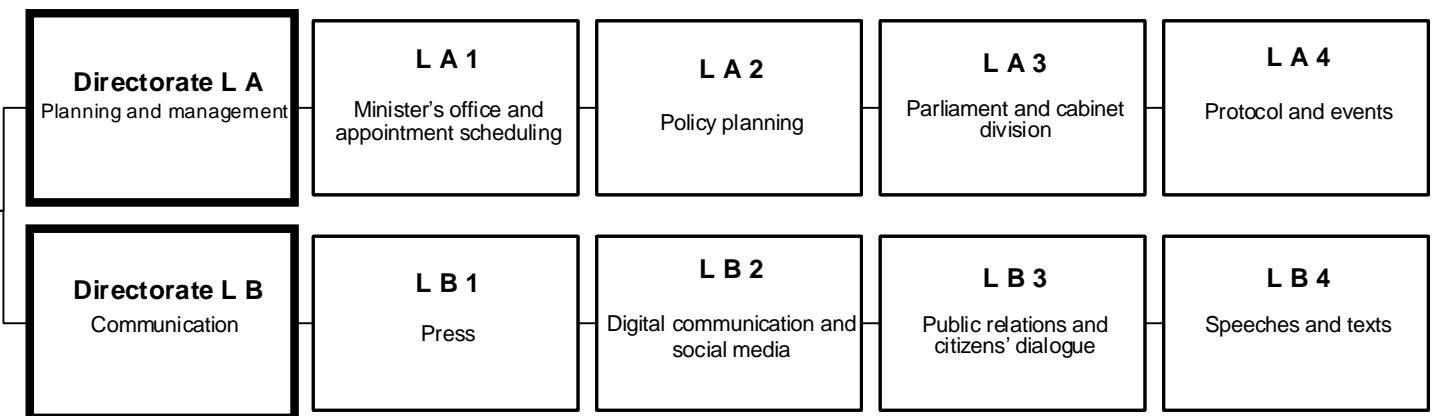 Directorate L A
Planning and management
L A 1
Minister’s office and
appointment scheduling
L A 2
Policy planning
L A 3
Parliament and cabinet
division
L A 4
Protocol and events
Directorate L B
Communication
L B 1
Press
L B 2
Digital communication and
social media
L B 3
Public relations and
citizens’ dialogue
L B 4
Speeches and texts